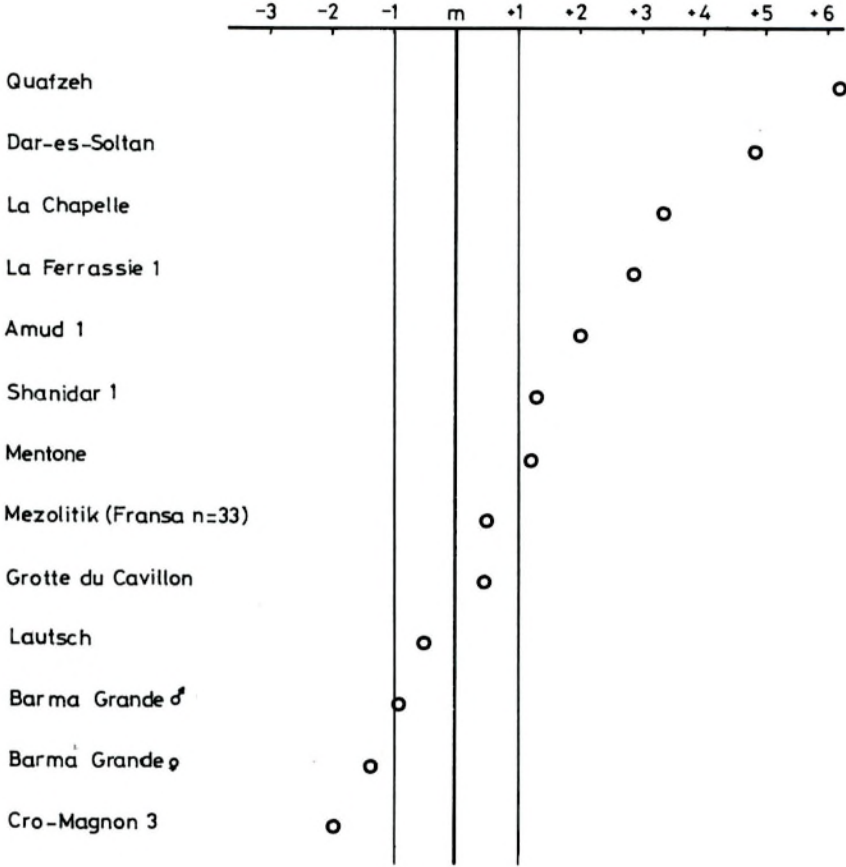 -3 -2 -1 m +1 +2 +3 +4 +5 +6
Quafzeh
Dar-es-Soltan
La Chapelle
La Ferrassie 1
Amud 1
Shanidar 1
Mentone
Mezolitik (Fransa n=33)
Grotte du Cavillon
Lautsch
Barma Grande ♂
Barma Grande ♀
Cro-Magnon 3